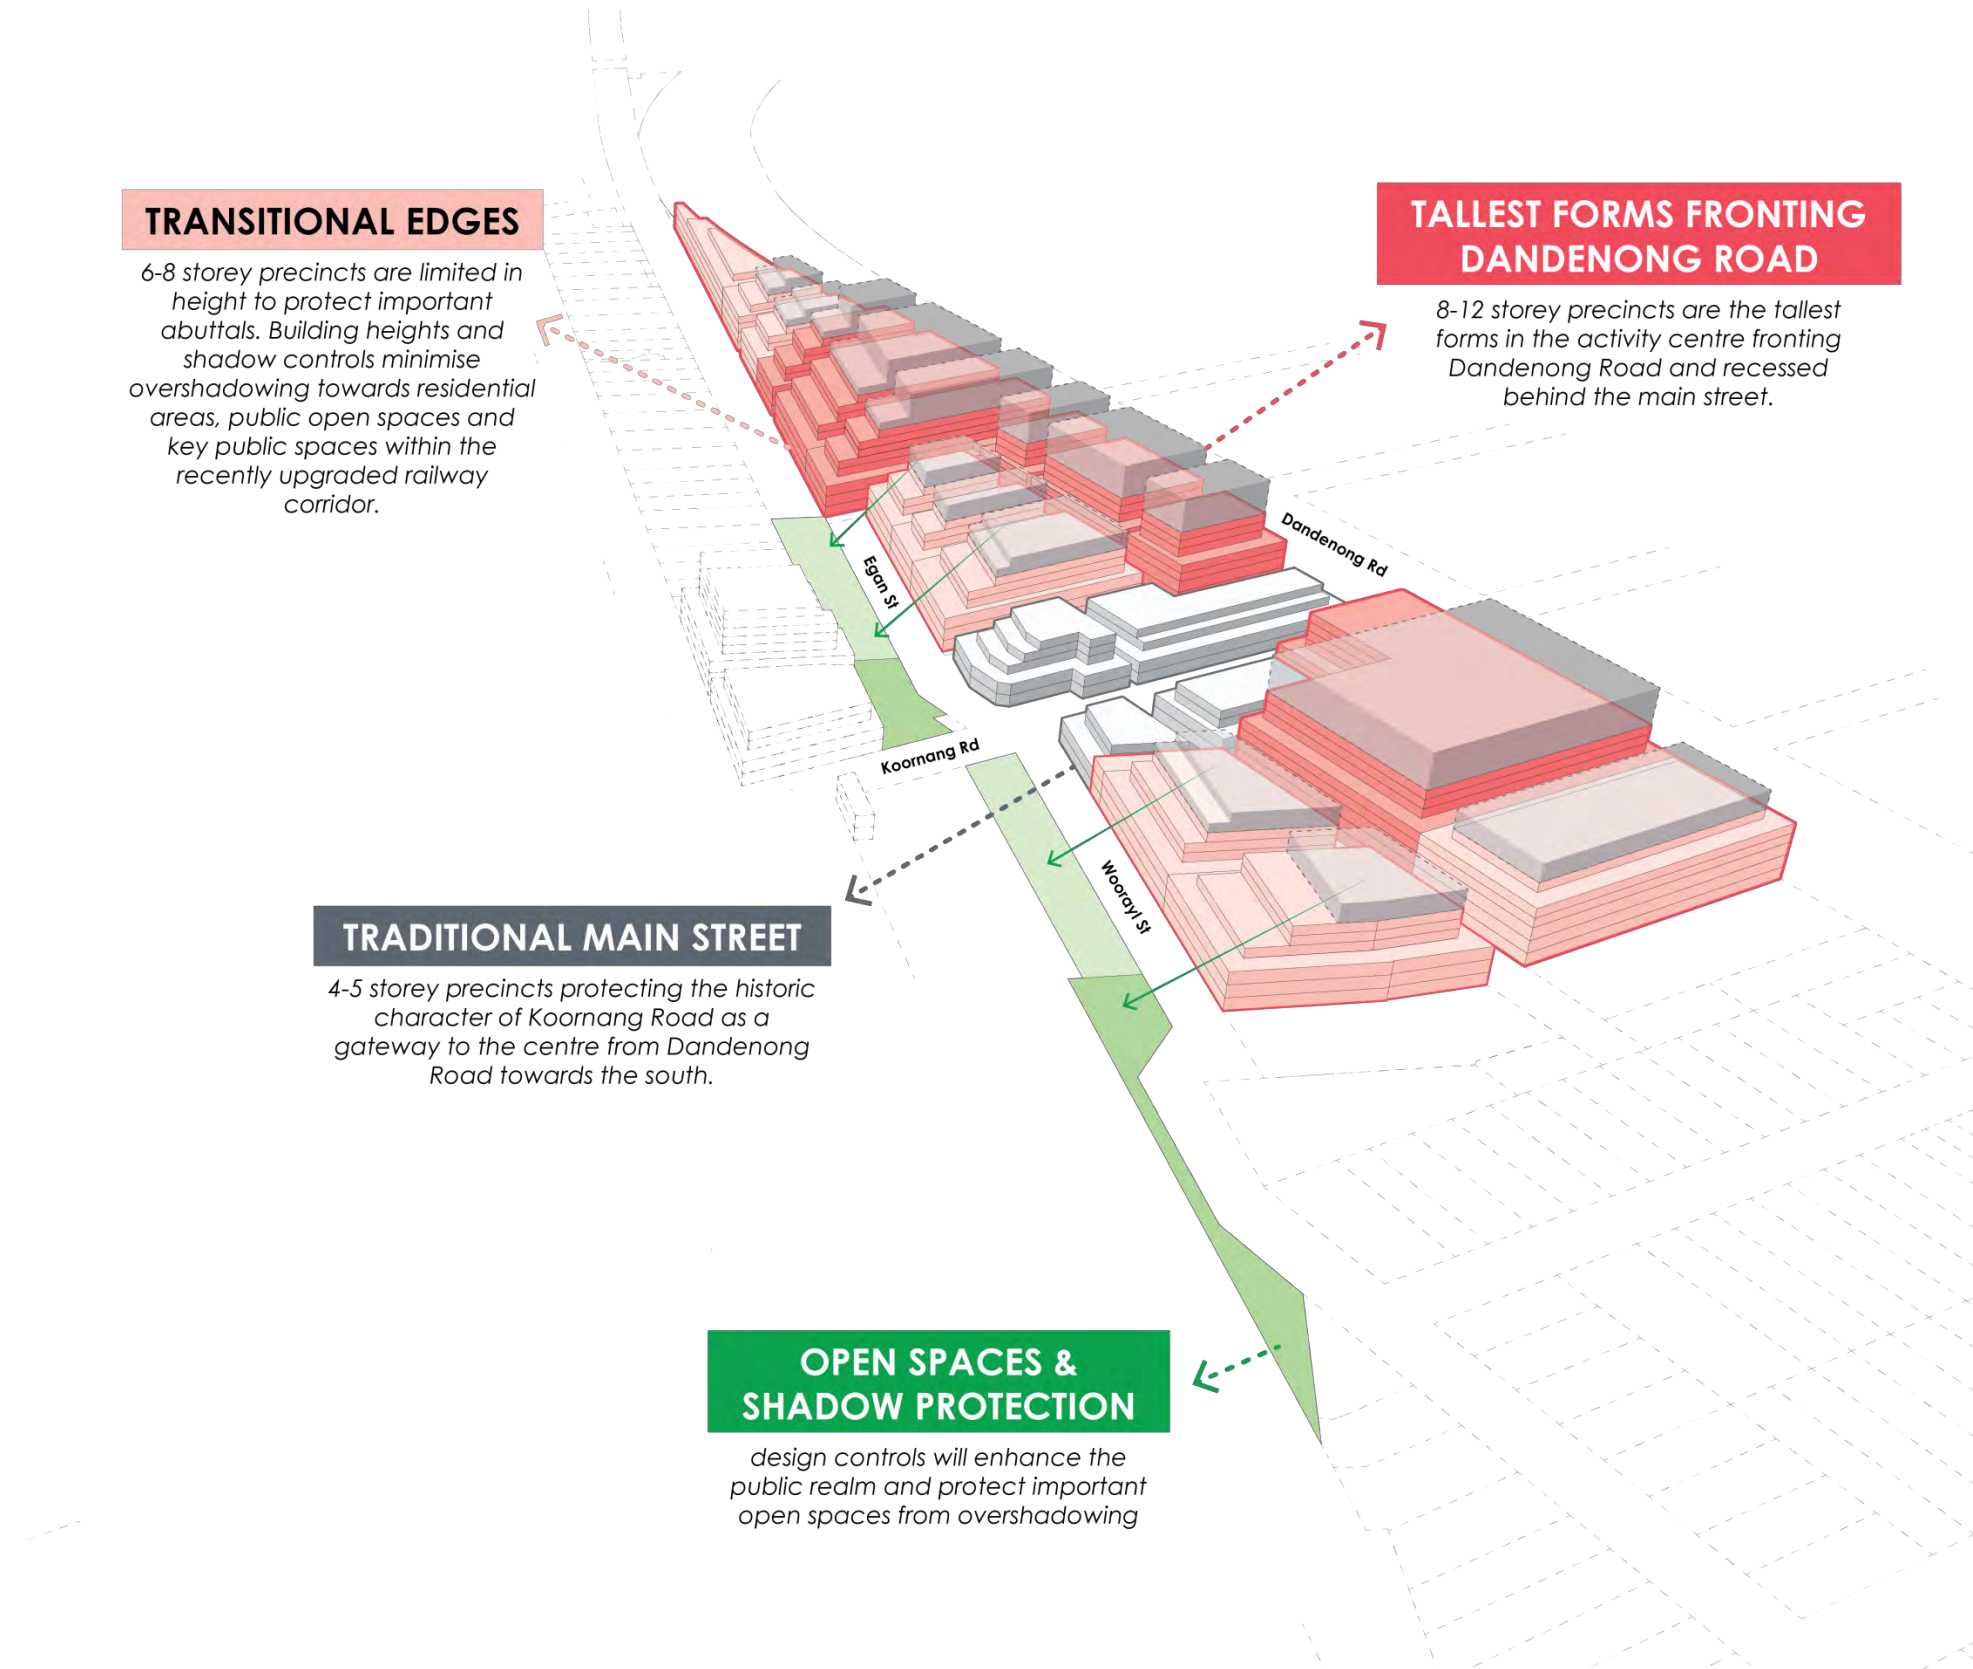 TRANSITIONAL EDGES
6-8 storey precincts are limited in
height to protect important
abuttals. Building heights and
shadow controls minimise
overshadowing towards residential
areas, public open spaces and
key public spaces within the
recently upgraded railway
corridor.
TALLEST FORMS FRONTING
DANDENONG ROAD
8-12 storey precincts are the tallest
forms in the activity centre fronting
Dandenong Road and recessed
behind the main street.
Dandenong Rd
Egan St
Koornang Rd
Woorayl St
TRADITIONAL MAIN STREET
4-5 storey precincts protecting the historic
character of Koornang Road as a
gateway to the centre from Dandenong
Road towards the south.
OPEN SPACES &
SHADOW PROTECTION
design controls will enhance the
public realm and protect important
open spaces from overshadowing